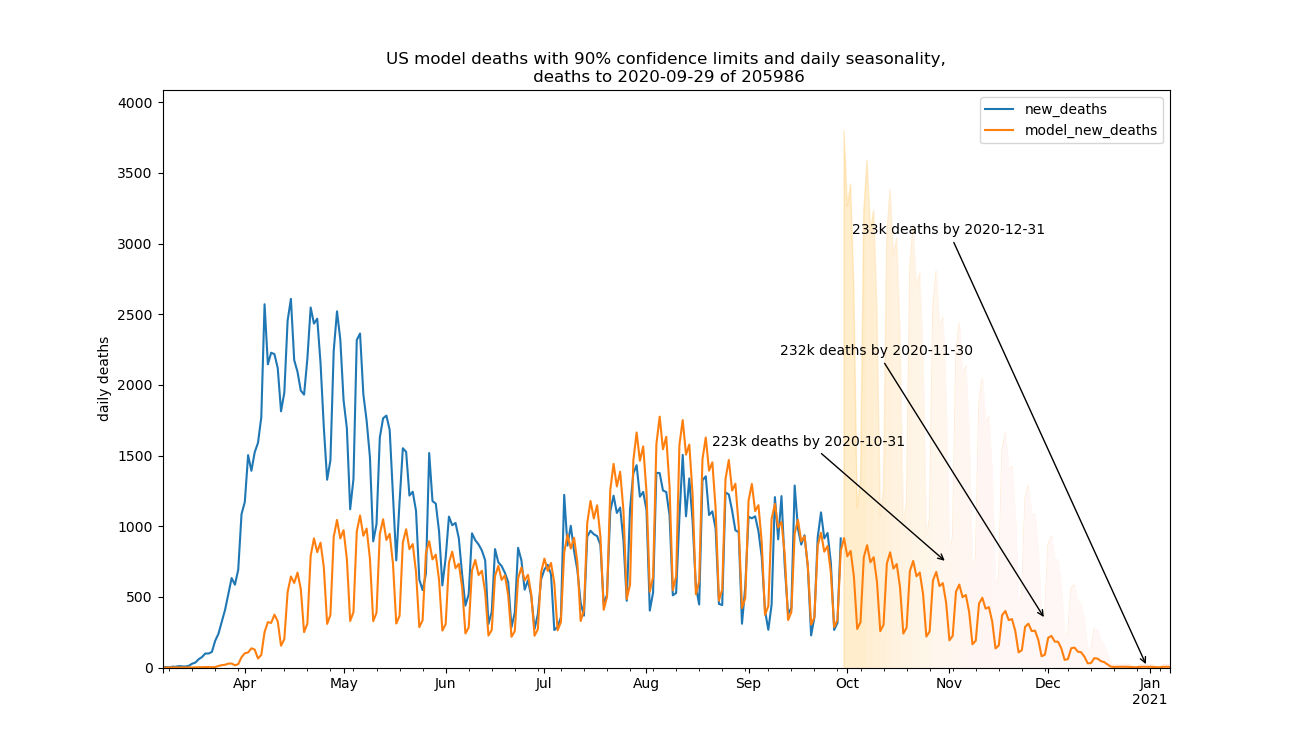 US model deaths with 90% confidence limits and daily seasonality,
deaths to 2020-09-29 of 205986
new_deaths
model_new_deaths
daily deaths
4000
3500
3000
2500
2000
1500
1000
500
0
233k deaths by 2020-12-31
232k deaths by 2020-11-30
223k deaths by 2020-10-31
Apr
May
Jun
Jul
Aug
Sep
Oct
Nov
Dec
Jan
2021